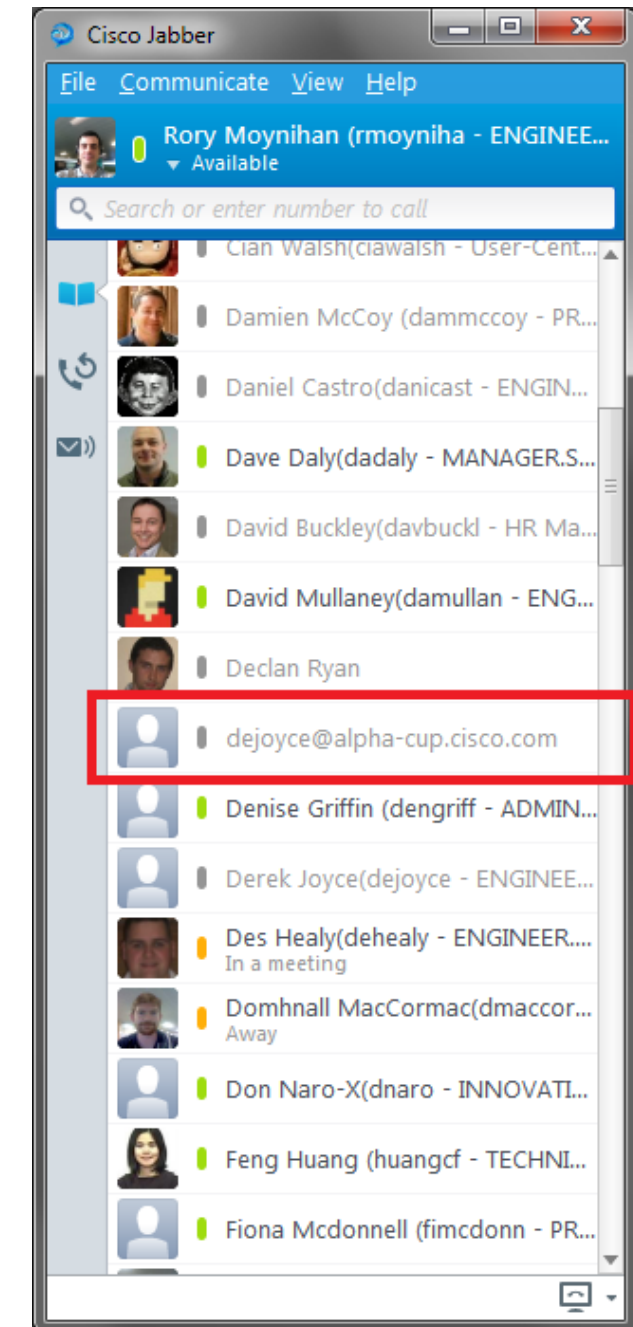 Cisco Jabber
File Communicate View Help
Rory Moynihan (rmoyniha - ENGINEE...
Available
Search or enter number to call
Cian Walsh(ciawalsh - User-Cent...
Damien McCoy (dammccoy - PR...
Daniel Castro(danicast - ENGIN...
Dave Daly(dadaly - MANAGER.S...
David Buckley(davbuckl - HR Ma...
David Mullaney(damullan - ENG...
Declan Ryan
dejoyce@alpha-cup.cisco.com
Denise Griffin (dengriff - ADMIN...
Derek Joyce(dejoyce - ENGINEE...
Des Healy(dehealy - ENGINEER....
In a meeting
Domhnall MacCormac(dmaccor...
Away
Don Naro-X(dnaro - INNOVATI...
Feng Huang (huangcf - TECHNI...
Fiona Mcdonnell (fimcdonn - PR...